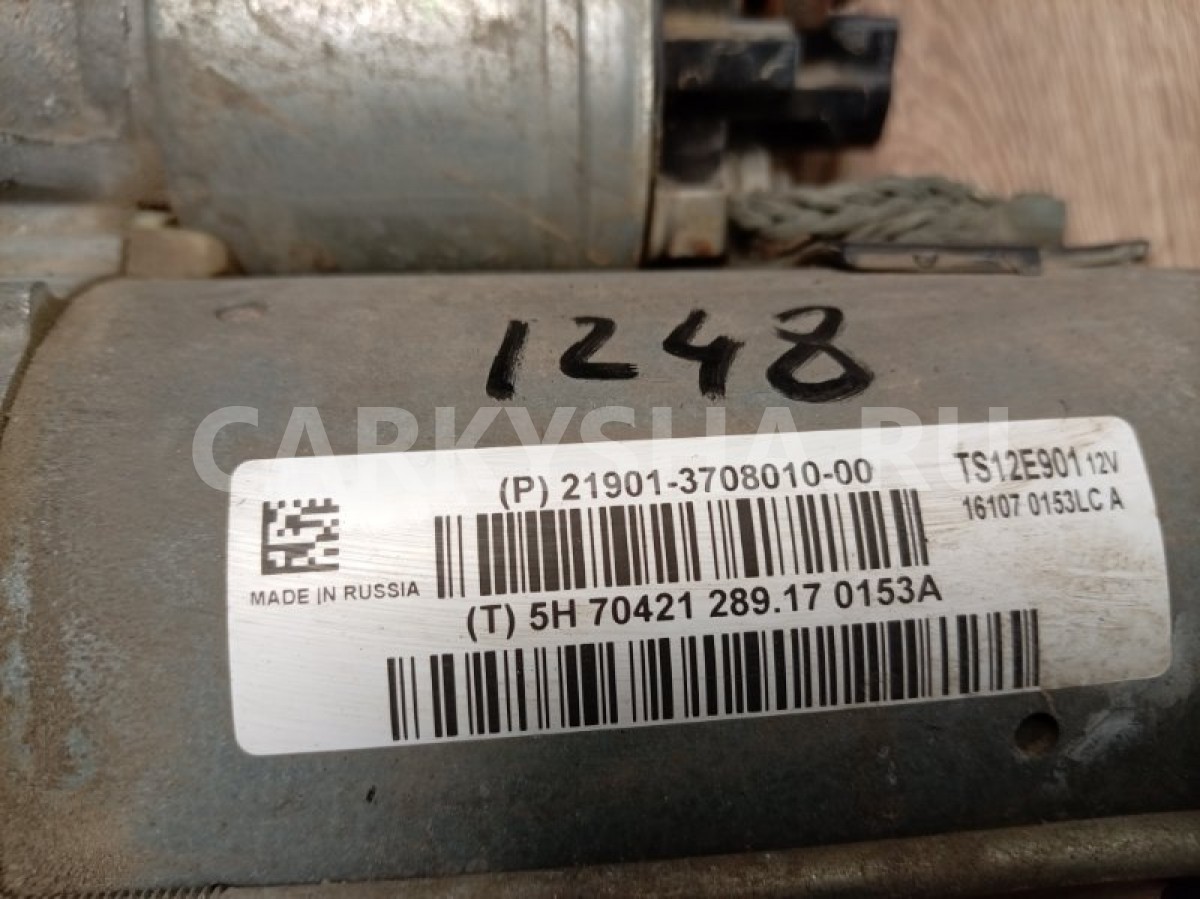 1248
CARKYSHA.RU
(P) 21901-3708010-00
TS12E901 12V
16107 0153LC A
MADE IN RUSSIA
(T) 5H 70421 289.17 0153A